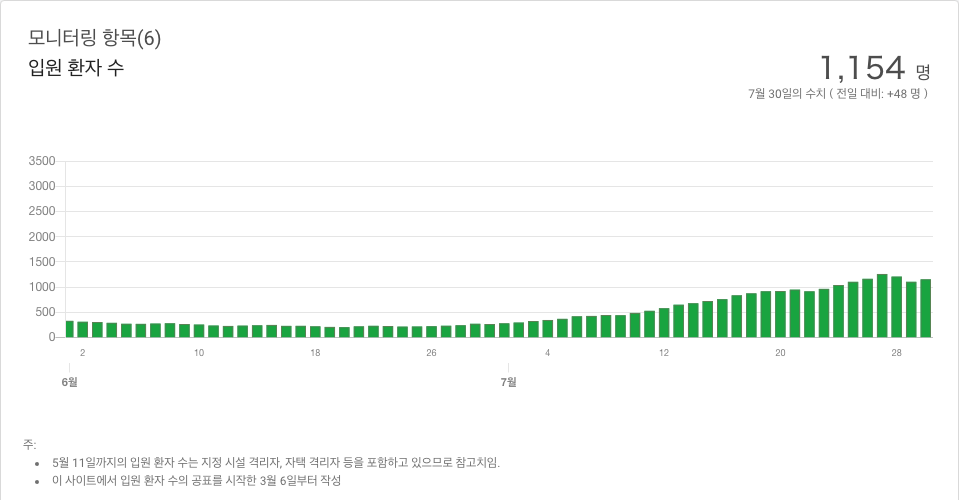 모니터링 항목(6)
입원 환자 수
1,154 명
7월 30일의 수치 ( 전일 대비: +48 명 )
3500
3000
2500
2000
1500
1000
500
0
2 10 18 26 4 12 20 28
6월 7월
주:
• 5월 11일까지의 입원 환자 수는 지정 시설 격리자, 자택 격리자 등을 포함하고 있으므로 참고치임.
• 이 사이트에서 입원 환자 수의 공표를 시작한 3월 6일부터 작성